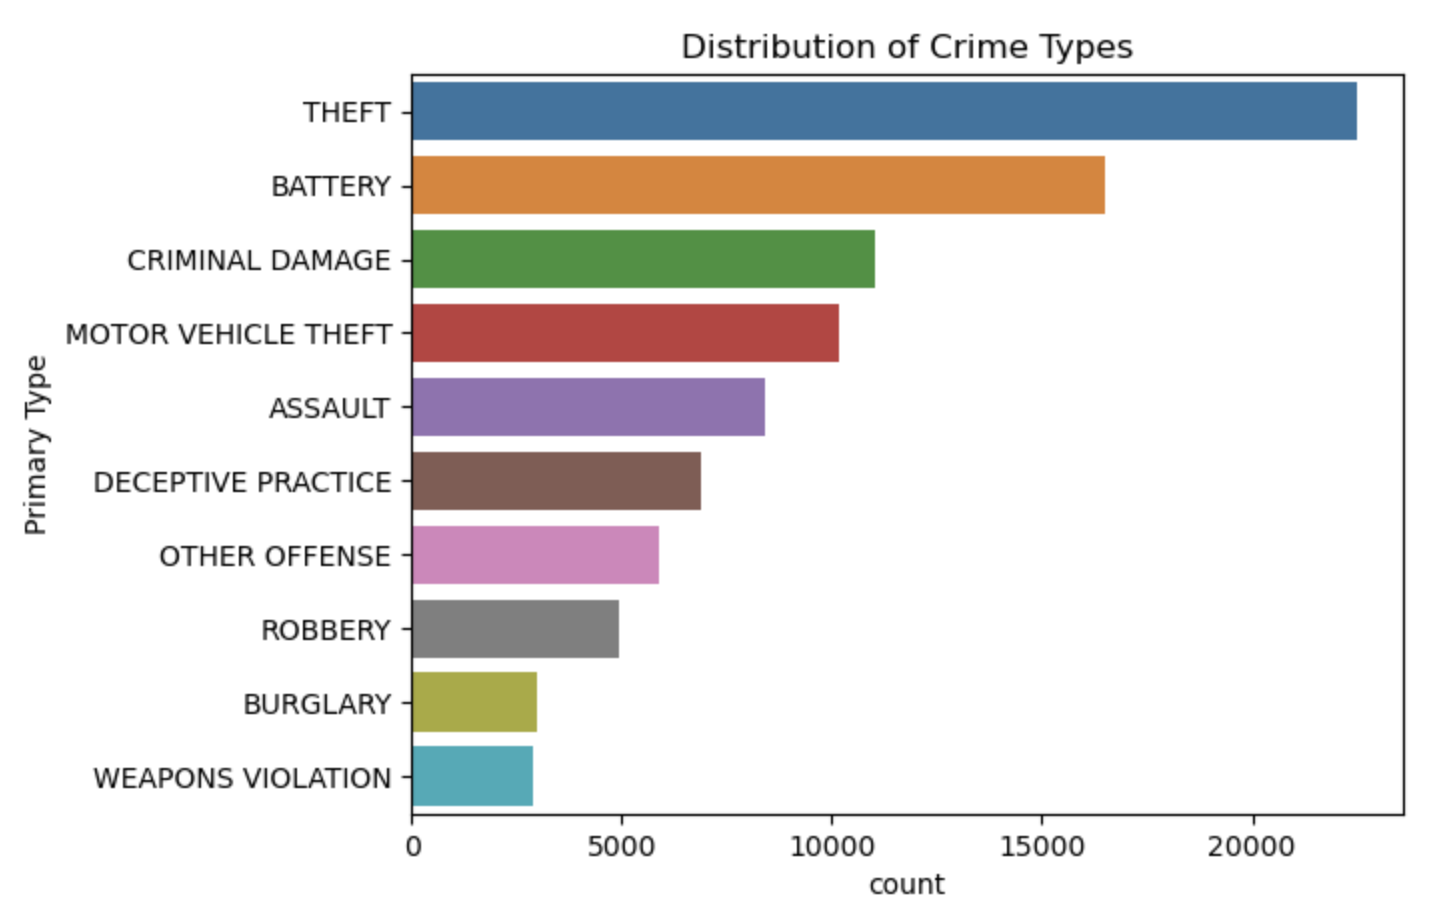 Distribution of Crime Types
THEFT
BATTERY
CRIMINAL DAMAGE
MOTOR VEHICLE THEFT
ASSAULT
DECEPTIVE PRACTICE
OTHER OFFENSE
ROBBERY
BURGLARY
WEAPONS VIOLATION
Primary Type
0 5000 10000 15000 20000
count